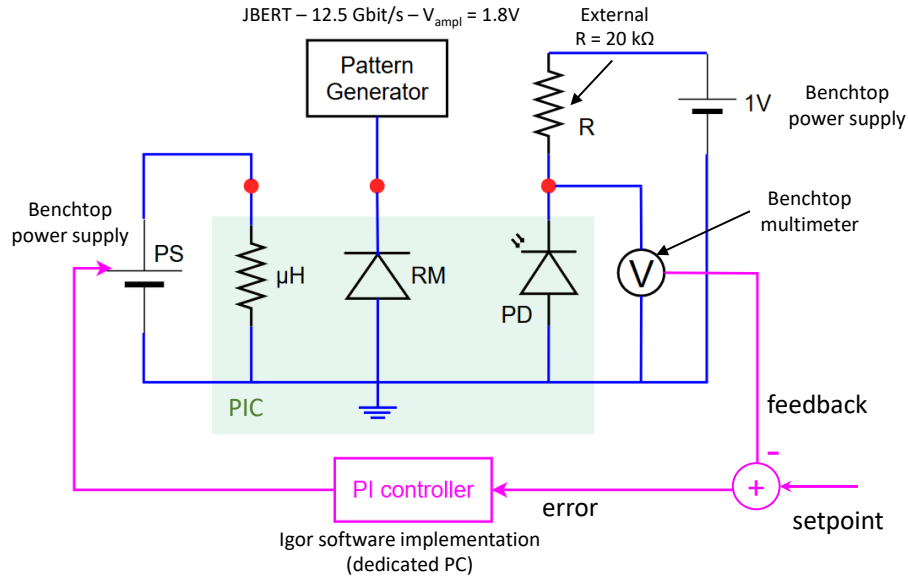 JBERT – 12.5 Gbit/s – Vampl = 1.8V
External
R = 20 kΩ
Pattern
Generator
R
1V
Benchtop
power supply
Benchtop
power supply
Benchtop
multimeter
PS
μH
RM
PD
V
PIC
feedback
-
+
PI controller
error
setpoint
Igor software implementation
(dedicated PC)